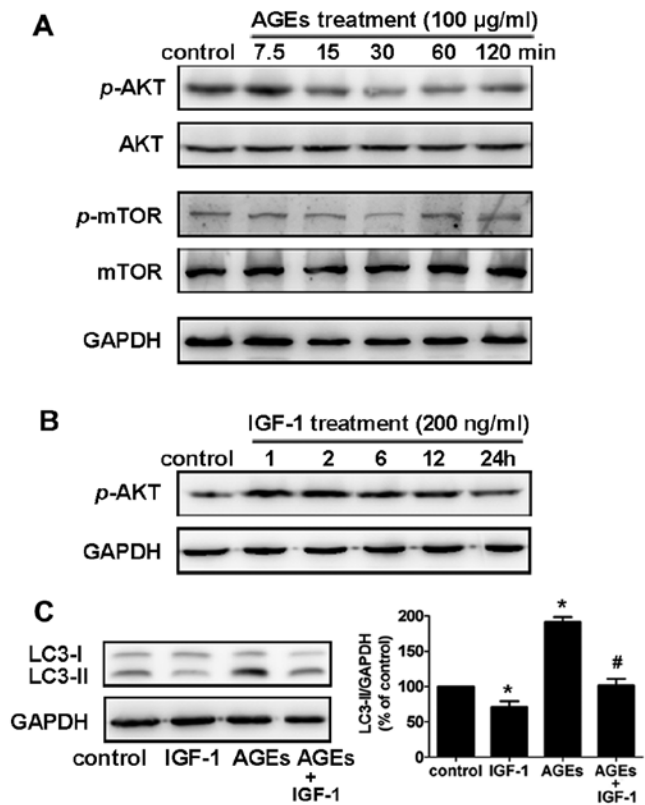 A
AGEs treatment (100 µg/ml)
control 7.5 15 30 60 120 min
p-AKT
AKT
p-mTOR
mTOR
GAPDH
B
IGF-1 treatment (200 ng/ml)
control 1 2 6 12 24h
p-AKT
GAPDH
C
LC3-I
LC3-II
GAPDH
control IGF-1 AGEs AGEs
+
IGF-1
LC3-II/GAPDH
(% of control)
200
150
100
50
0
*
*
#
control IGF-1 AGEs AGEs
+
IGF-1